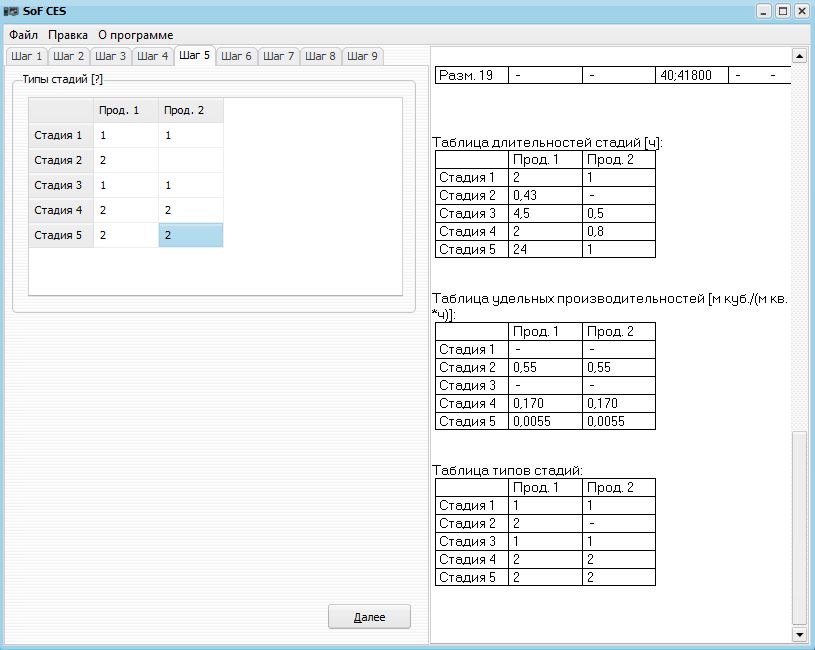 SoF CES
Файл Правка О программе
Шаг 1 Шаг 2 Шаг 3 Шаг 4 Шаг 5 Шаг 6 Шаг 7 Шаг 8 Шаг 9
Типы стадий [?]
Прод. 1 Прод. 2
Стадия 1 1 1
Стадия 2 2
Стадия 3 1 1
Стадия 4 2 2
Стадия 5 2 2
Далее
Разм. 19 - - 40;41800 - -
Таблица длительностей стадий [ч]:
Прод. 1 Прод. 2
Стадия 1 2 1
Стадия 2 0,43 -
Стадия 3 4,5 0,5
Стадия 4 2 0,8
Стадия 5 24 1
Таблица удельных производительностей [м куб./(м кв.
*ч)]:
Прод. 1 Прод. 2
Стадия 1 - -
Стадия 2 0,55 0,55
Стадия 3 - -
Стадия 4 0,170 0,170
Стадия 5 0,0055 0,0055
Таблица типов стадий:
Прод. 1 Прод. 2
Стадия 1 1 1
Стадия 2 2 -
Стадия 3 1 1
Стадия 4 2 2
Стадия 5 2 2